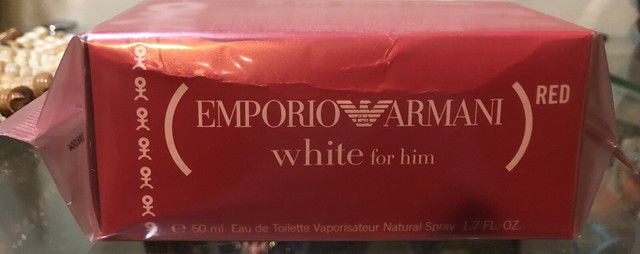 EMPORIO ARMANI RED
white for him
℮ 50 ml Eau de Toilette Vaporisateur Natural Spray 1.7 FL. OZ.